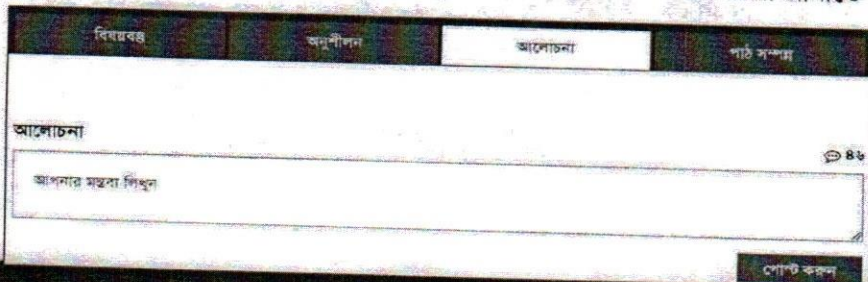 বিষয়বস্তু অনুশীলন আলোচনা পাঠ সম্পন্ন
আলোচনা
৪৬
আপনার মন্তব্য লিখুন
পোস্ট করুন